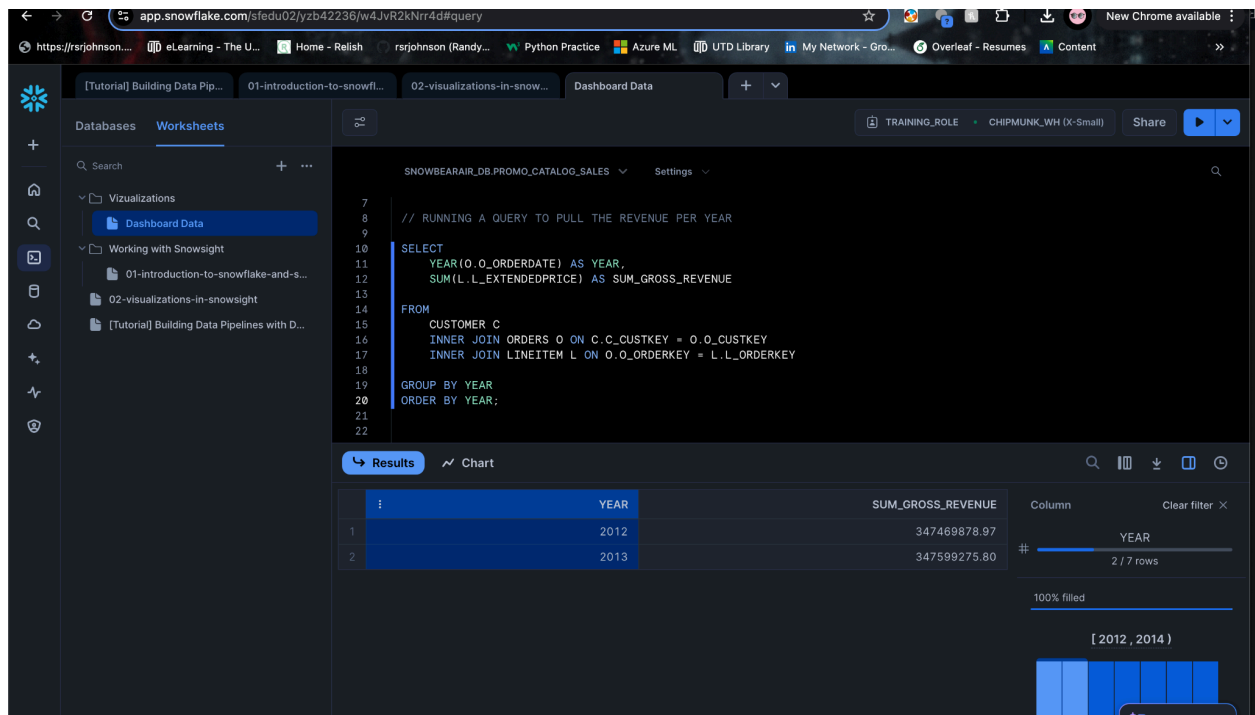 app.snowflake.com/sfedu02/yzb42236/w4JvR2kNrr4d#query
New Chrome available
https://rsrjohnson.... eLearning - The U... Home - Relish rsrjohnson (Randy... Python Practice Azure ML UTD Library My Network - Gro... Overleaf - Resumes Content »
[Tutorial] Building Data Pip... 01-introduction-to-snowfl... 02-visualizations-in-snow... Dashboard Data
Databases Worksheets
TRAINING_ROLE • CHIPMUNK_WH (X-Small) Share
Search
Vizualizations
Dashboard Data
Working with Snowsight
01-introduction-to-snowflake-and-s...
02-visualizations-in-snowsight
[Tutorial] Building Data Pipelines with D...
SNOWBEARAIR_DB.PROMO_CATALOG_SALES Settings
7
8 // RUNNING A QUERY TO PULL THE REVENUE PER YEAR
9
10 SELECT
11 YEAR(O.O_ORDERDATE) AS YEAR,
12 SUM(L.L_EXTENDEDPRICE) AS SUM_GROSS_REVENUE
13
14 FROM
15 CUSTOMER C
16 INNER JOIN ORDERS O ON C.C_CUSTKEY = O.O_CUSTKEY
17 INNER JOIN LINEITEM L ON O.O_ORDERKEY = L.L_ORDERKEY
18
19 GROUP BY YEAR
20 ORDER BY YEAR;
21
22
Results Chart
YEAR SUM_GROSS_REVENUE
1 2012 347469878.97
2 2013 347599275.80
Column Clear filter
# YEAR
2 / 7 rows
100% filled
[ 2012 , 2014 )